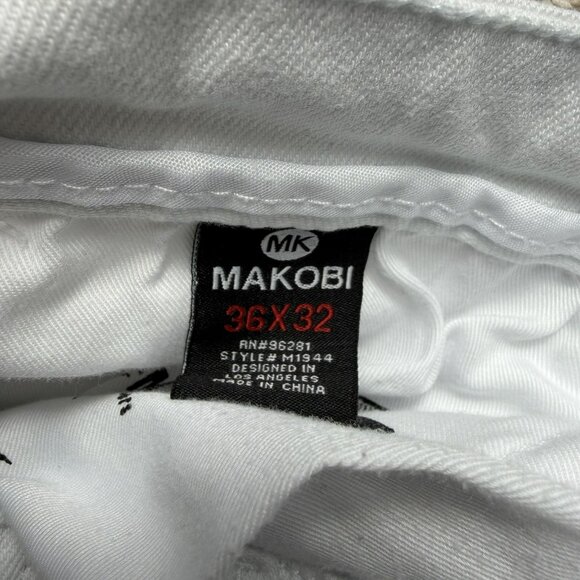 MK
MAKOBI
36X32
RN#96281
STYLE# M1944
DESIGNED IN
LOS ANGELES
MADE IN CHINA